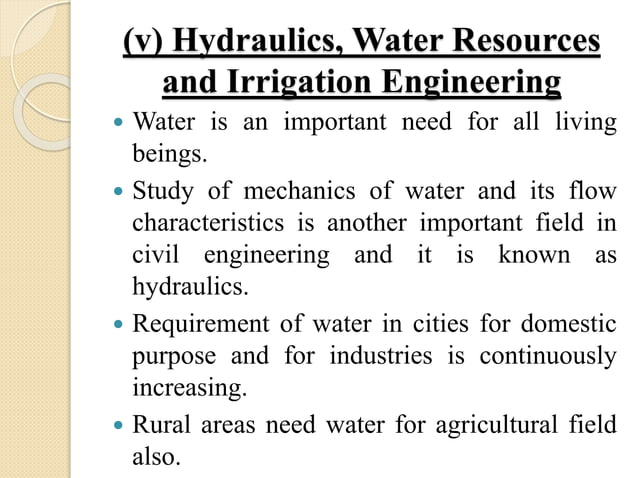 (v) Hydraulics, Water Resources
and Irrigation Engineering
• Water is an important need for all living
beings.
• Study of mechanics of water and its flow
characteristics is another important field in
civil engineering and it is known as
hydraulics.
• Requirement of water in cities for domestic
purpose and for industries is continuously
increasing.
• Rural areas need water for agricultural field
also.